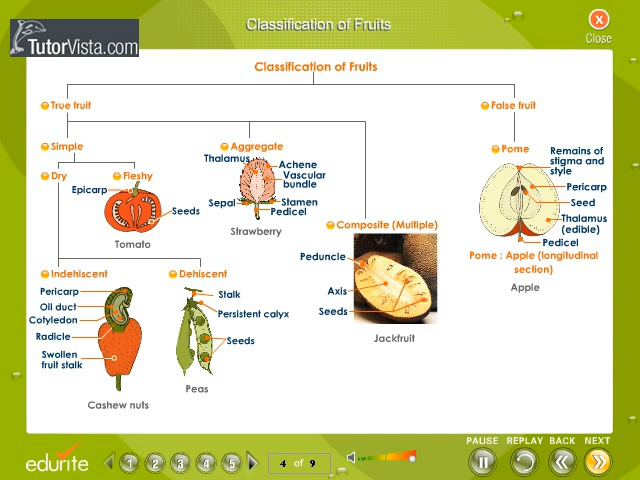 Classification of Fruits
TutorVista.com
X
Close
Classification of Fruits
True fruit
False fruit
Simple
Aggregate
Pome
Dry
Fleshy
Epicarp
Seeds
Tomato
Thalamus
Achene
Vascular
bundle
Sepal
Stamen
Pedicel
Strawberry
Composite (Multiple)
Peduncle
Axis
Seeds
Jackfruit
Remains of
stigma and
style
Pericarp
Seed
Thalamus
(edible)
Pedicel
Pome : Apple (longitudinal
section)
Apple
Indehiscent
Dehiscent
Pericarp
Oil duct
Cotyledon
Radicle
Swollen
fruit stalk
Cashew nuts
Stalk
Persistent calyx
Seeds
Peas
edurite
1 2 3 4 5
4 of 9
PAUSE REPLAY BACK NEXT